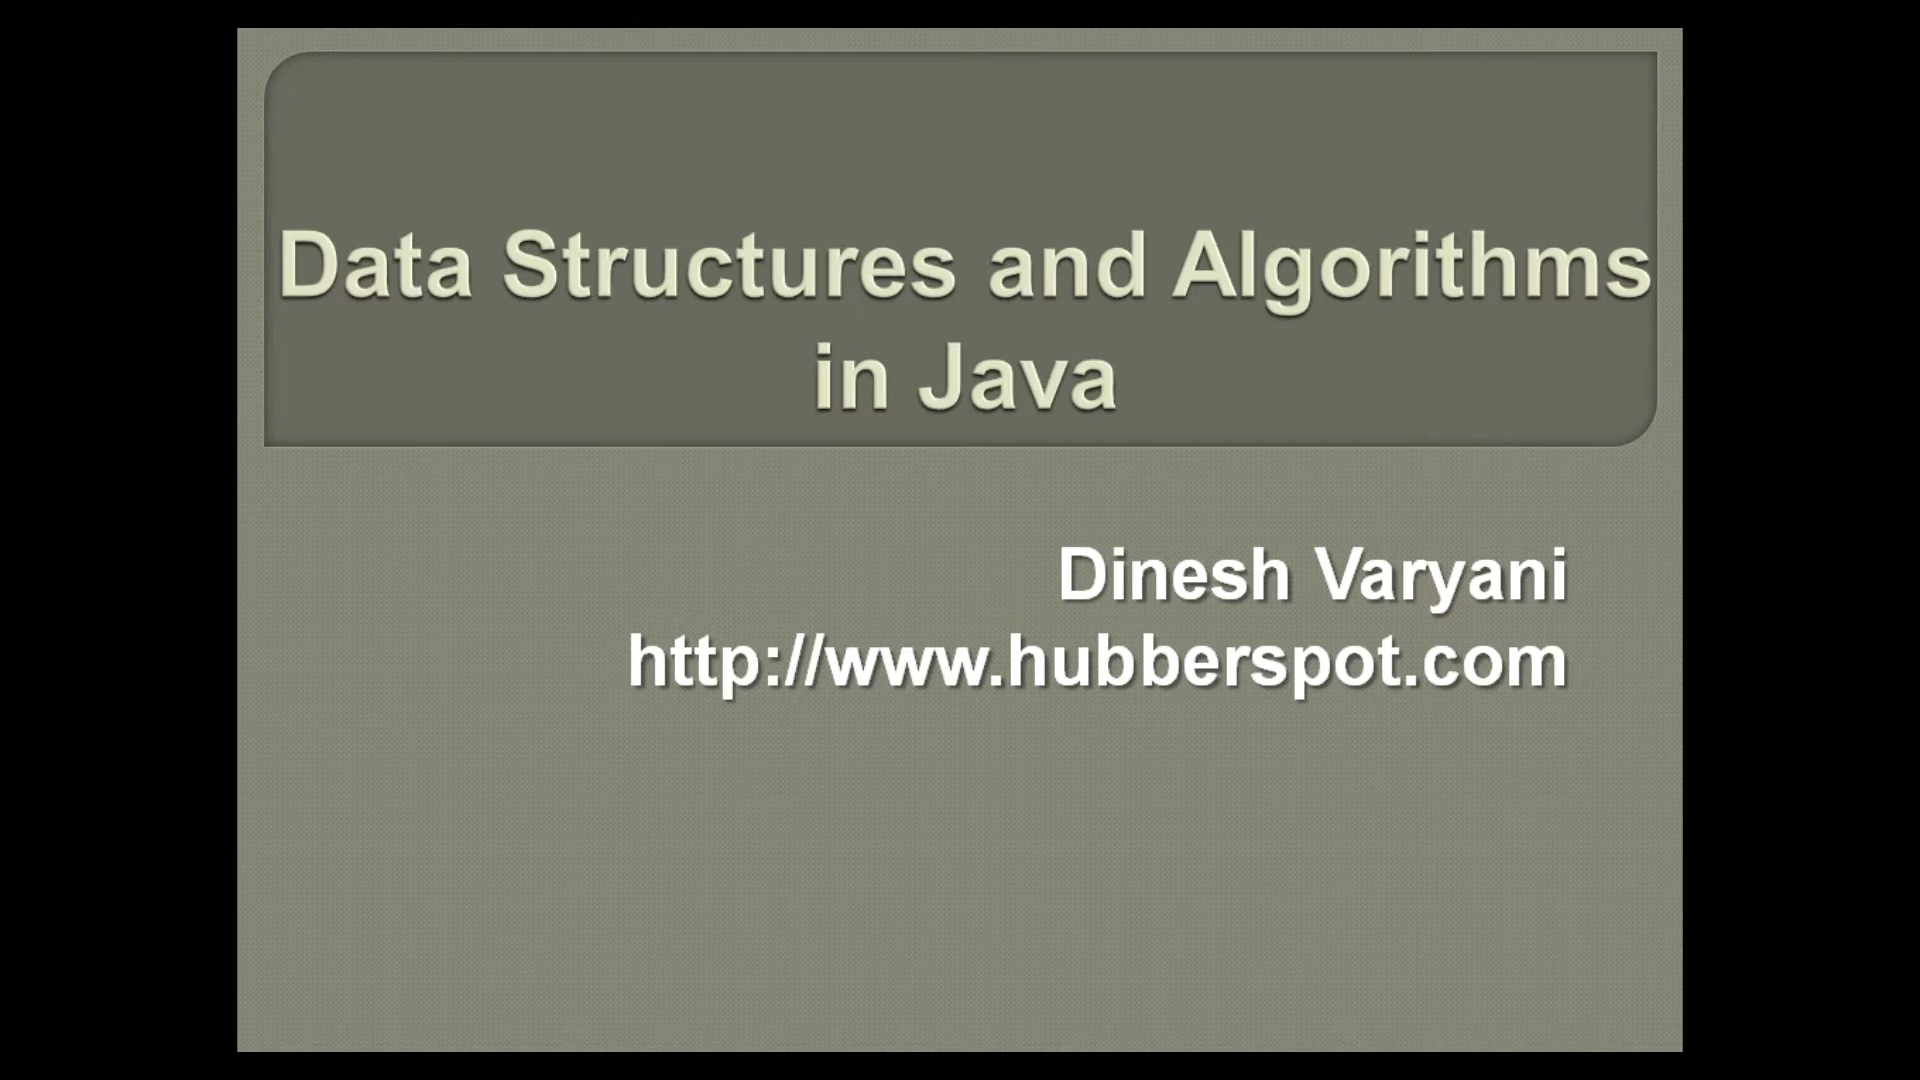 Data Structures and Algorithms
in Java
Dinesh Varyani
http://www.hubberspot.com